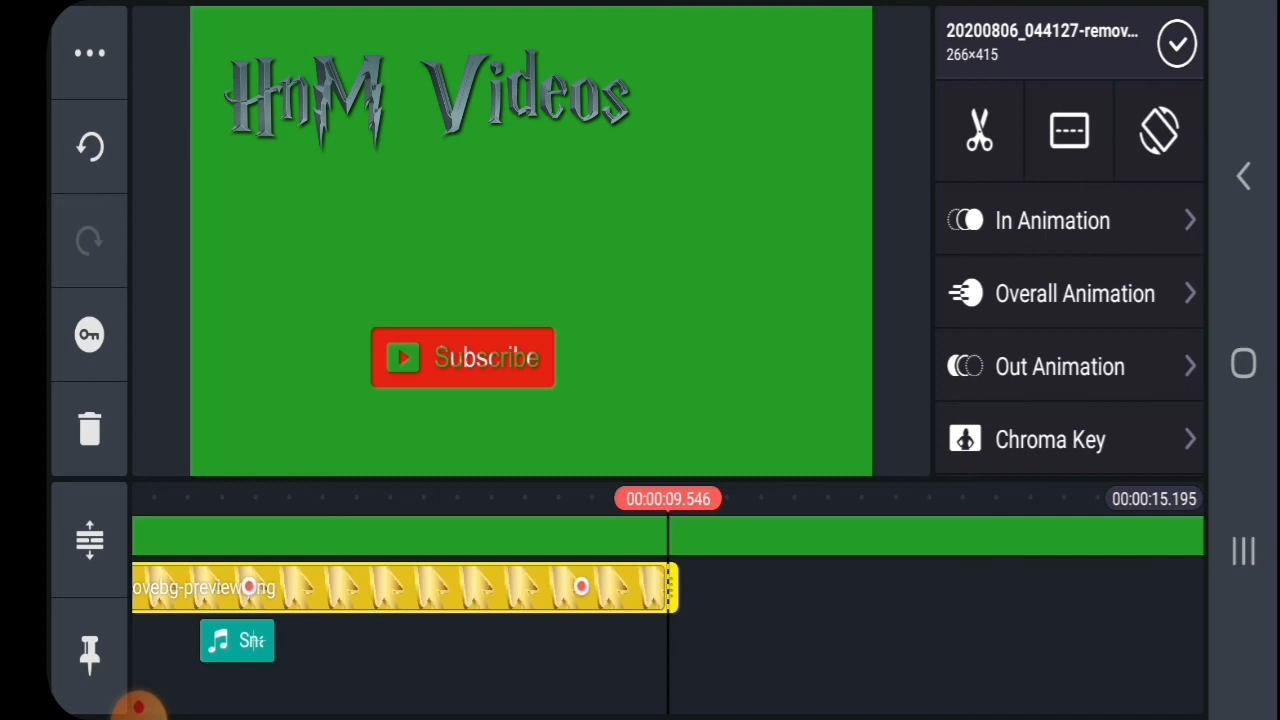 HnM Videos
Subscribe
20200806_044127-remov...
266×415
In Animation
Overall Animation
Out Animation
Chroma Key
00:00:09.546
00:00:15.195
ovebg-preview.png